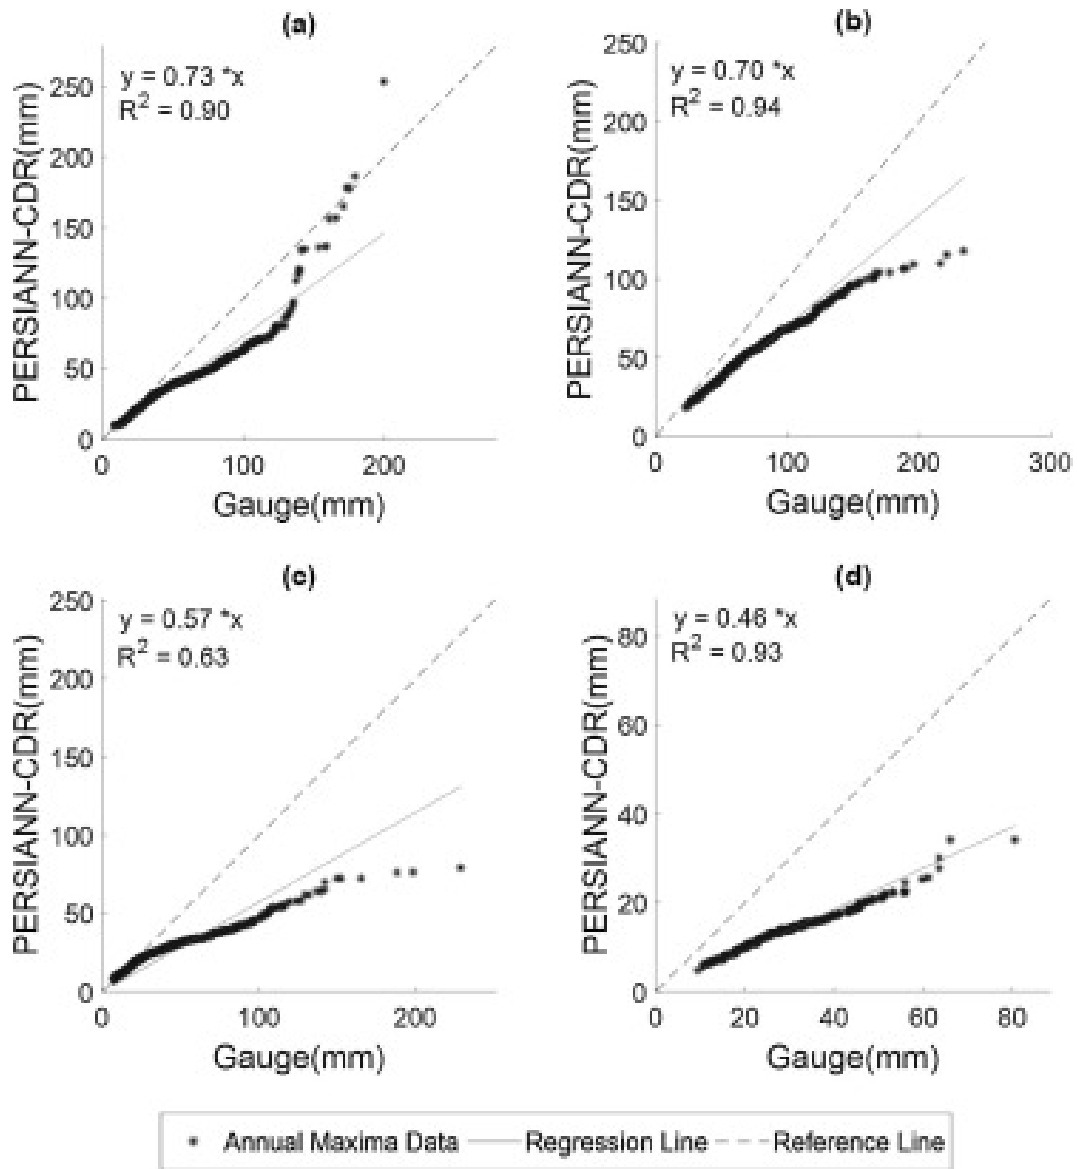 (a)
y = 0.73 *x
R² = 0.90
PERSIANN-CDR(mm)
250
200
150
100
50
0
0 100 200
Gauge(mm)
(b)
y = 0.70 *x
R² = 0.94
PERSIANN-CDR(mm)
250
200
150
100
50
0
0 100 200 300
Gauge(mm)
(c)
y = 0.57 *x
R² = 0.63
PERSIANN-CDR(mm)
250
200
150
100
50
0
0 100 200
Gauge(mm)
(d)
y = 0.46 *x
R² = 0.93
PERSIANN-CDR(mm)
80
60
40
20
0
0 20 40 60 80
Gauge(mm)
Annual Maxima Data Regression Line Reference Line